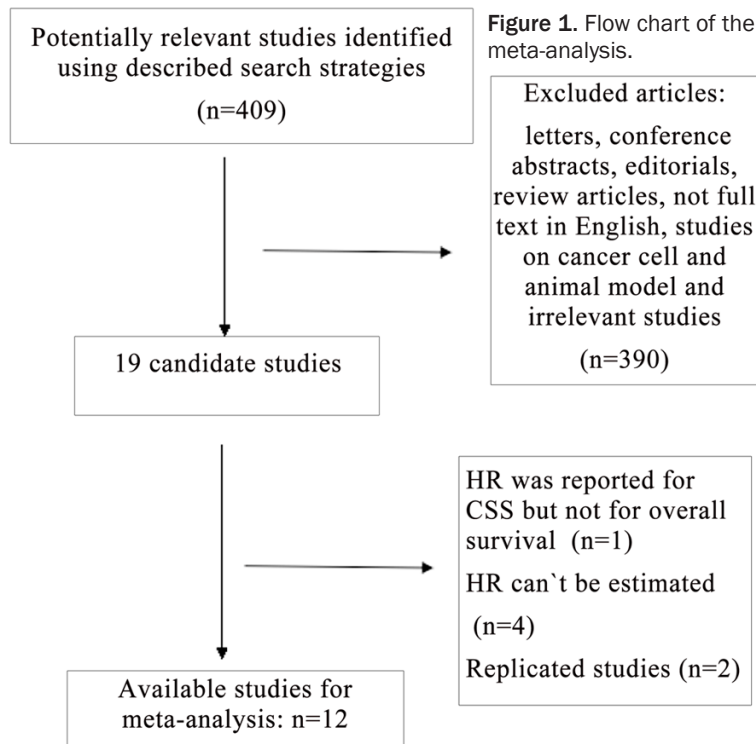 Potentially relevant studies identified
using described search strategies
(n=409)
Figure 1. Flow chart of the
meta-analysis.
Excluded articles:
letters, conference
abstracts, editorials,
review articles, not full
text in English, studies
on cancer cell and
animal model and
irrelevant studies
(n=390)
19 candidate studies
HR was reported for
CSS but not for overall
survival (n=1)
HR can`t be estimated
(n=4)
Replicated studies (n=2)
Available studies for
meta-analysis: n=12